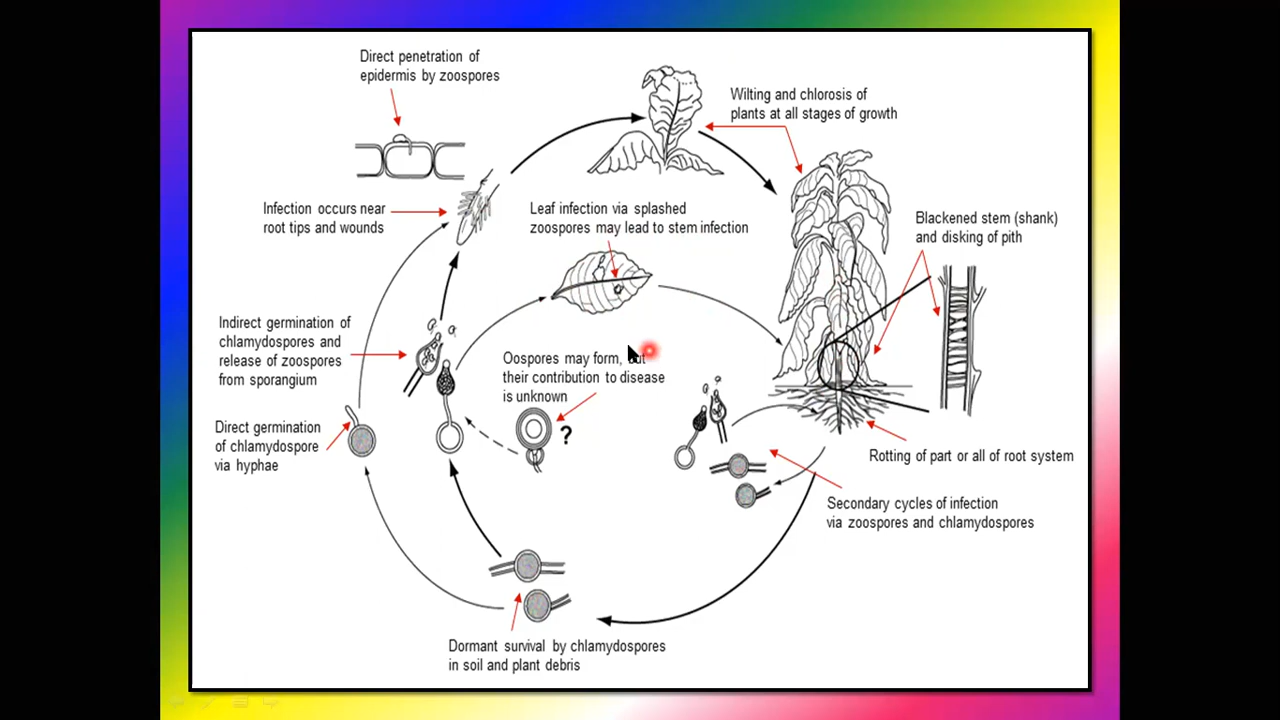 Direct penetration of
epidermis by zoospores
Wilting and chlorosis of
plants at all stages of growth
Infection occurs near
root tips and wounds
Leaf infection via splashed
zoospores may lead to stem infection
Blackened stem (shank)
and disking of pith
Indirect germination of
chlamydospores and
release of zoospores
from sporangium
Oospores may form, but
their contribution to disease
is unknown
?
Direct germination
of chlamydospore
via hyphae
Rotting of part or all of root system
Secondary cycles of infection
via zoospores and chlamydospores
Dormant survival by chlamydospores
in soil and plant debris